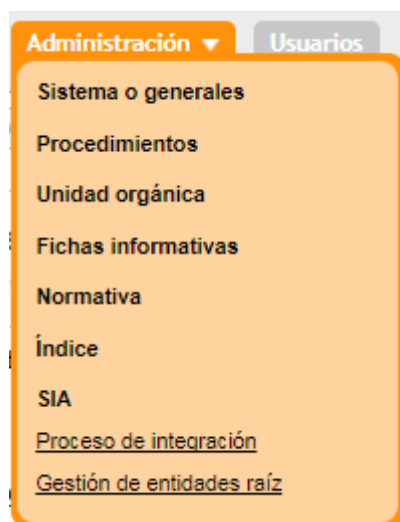 Administración ▼ Usuarios
Sistema o generales
Procedimientos
Unidad orgánica
Fichas informativas
Normativa
Índice
SIA
Proceso de integración
Gestión de entidades raíz